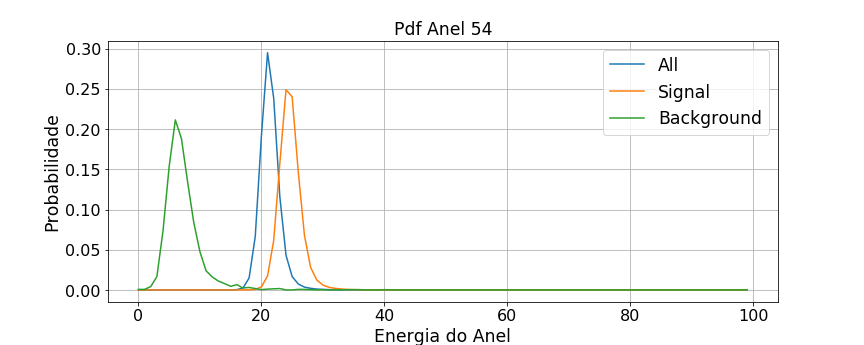 Pdf Anel 54
0.30
0.25
0.20
0.15
0.10
0.05
0.00
Probabilidade
All
Signal
Background
0 20 40 60 80 100
Energia do Anel